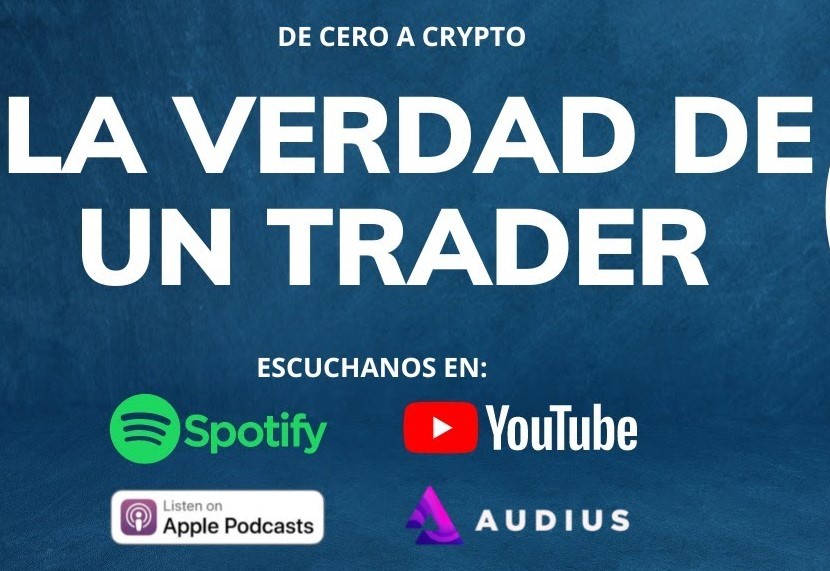 DE CERO A CRYPTO
LA VERDAD DE
UN TRADER
ESCUCHANOS EN:
Spotify
YouTube
Listen on
Apple Podcasts
AUDIUS